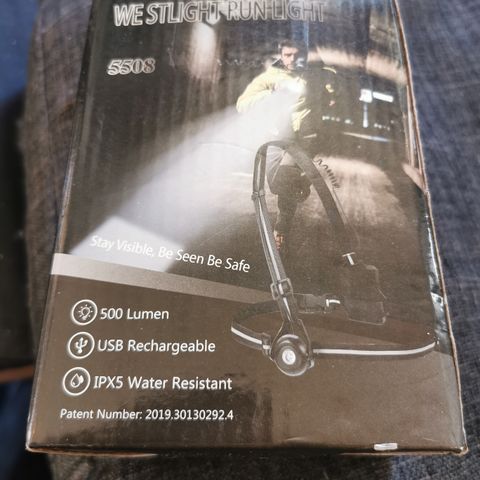 WE STLIGHT RUN LIGHT
5508
Stay Visible, Be Seen Be Safe
500 Lumen
USB Rechargeable
IPX5 Water Resistant
Patent Number: 2019.30130292.4